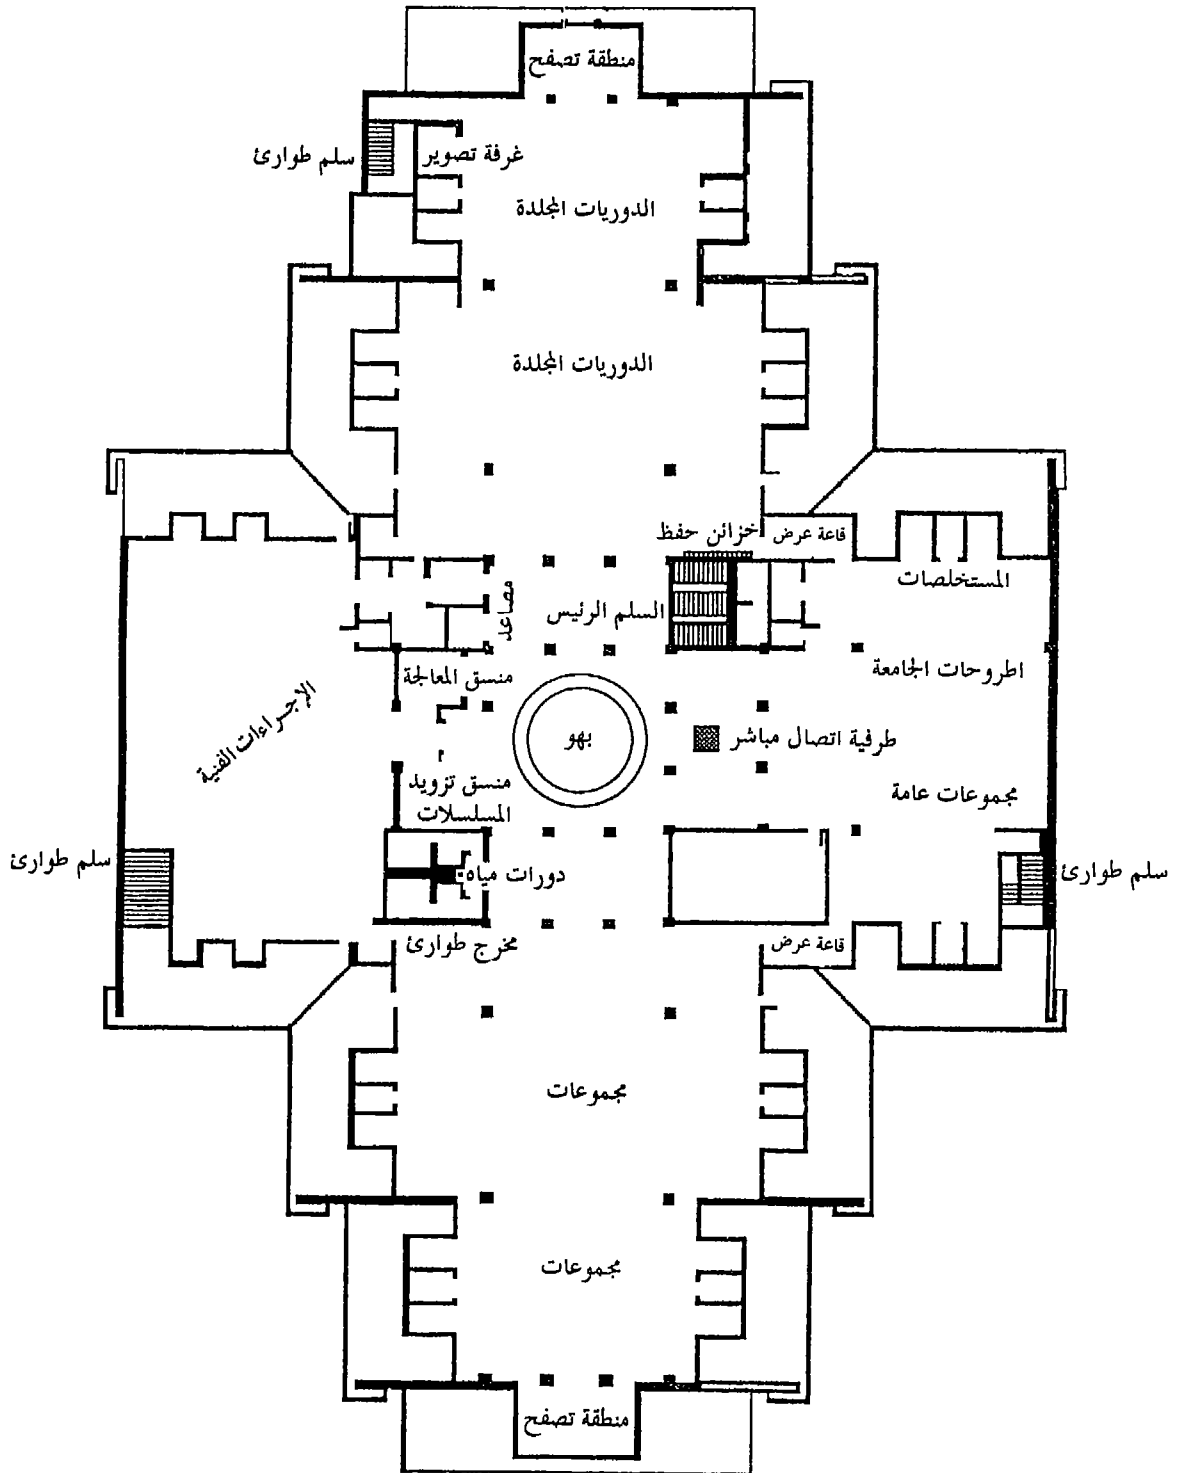 منطقة تصفح
سلم طوارئ
غرفة تصوير
الدوريات المجلدة
الدوريات المجلدة
خزائن حفظ
قاعة عرض
المستخلصات
مصاعد
السلم الرئيس
اطروحات الجامعة
منسق المعالجة
الإجراءات الفنية
بهو
طرفية اتصال مباشر
منسق تزويد
المسلسلات
مجموعات عامة
سلم طوارئ
دورات مياه
سلم طوارئ
مخرج طوارئ
قاعة عرض
مجموعات
مجموعات
منطقة تصفح